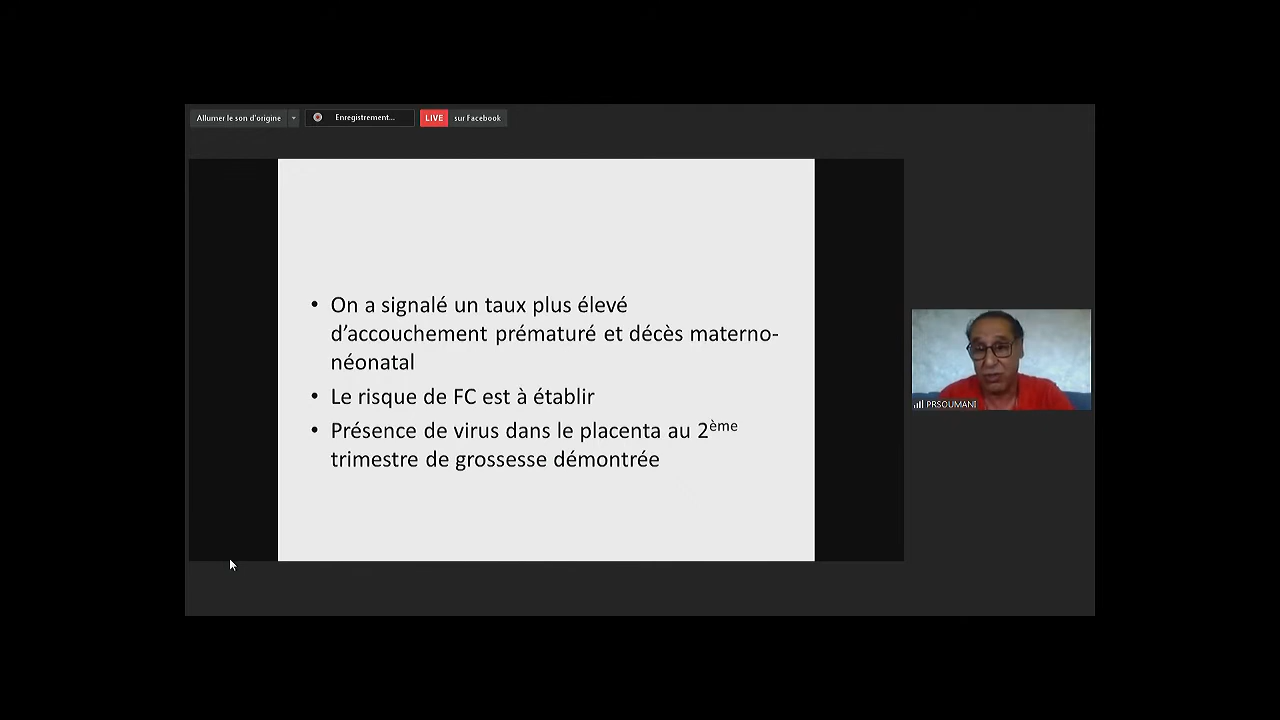 Allumer le son d'origine
Enregistrement...
LIVE sur Facebook
• On a signalé un taux plus élevé
d'accouchement prématuré et décès materno-
néonatal
• Le risque de FC est à établir
• Présence de virus dans le placenta au 2ème
trimestre de grossesse démontrée
PRSOUMANI